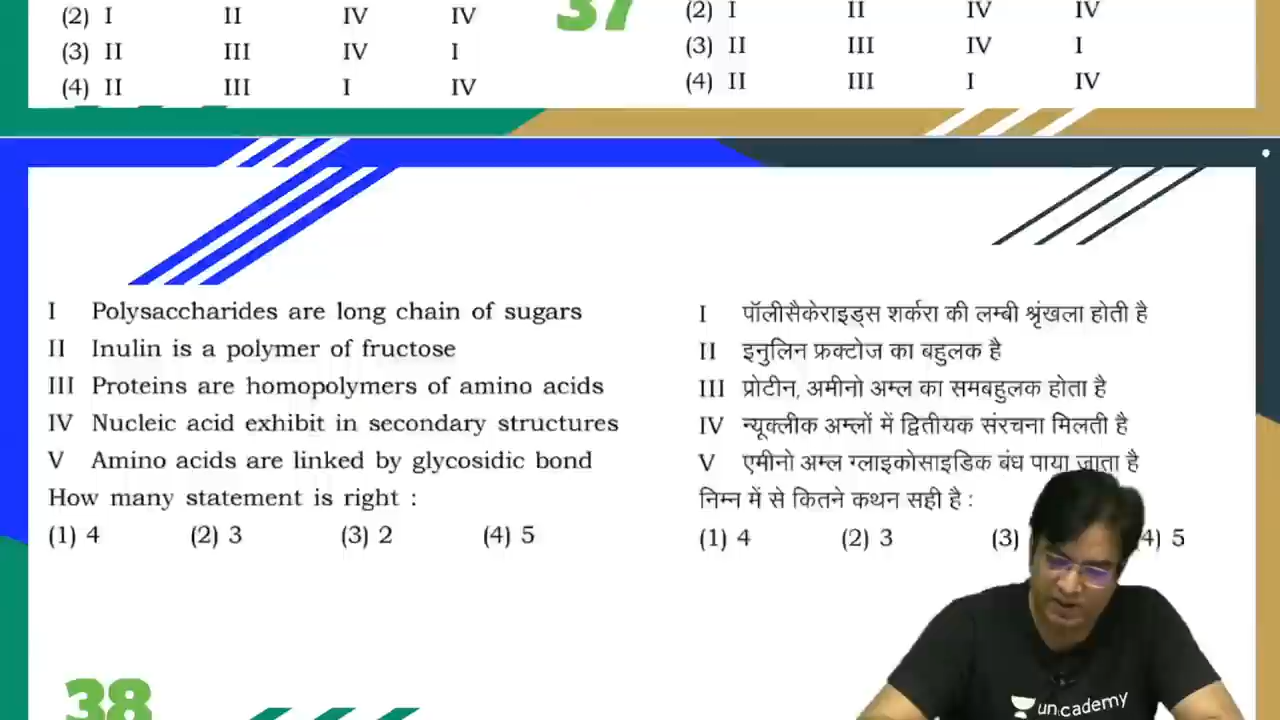 (2) I II IV IV
(3) II III IV I
(4) II III I IV
37
(2) I II IV IV
(3) II III IV I
(4) II III I IV
I Polysaccharides are long chain of sugars
II Inulin is a polymer of fructose
III Proteins are homopolymers of amino acids
IV Nucleic acid exhibit in secondary structures
V Amino acids are linked by glycosidic bond
How many statement is right :
(1) 4 (2) 3 (3) 2 (4) 5
I पॉलीसैकेराइड्स शर्करा की लम्बी श्रृंखला होती है
II इनुलिन फ्रक्टोज का बहुलक है
III प्रोटीन, अमीनो अम्ल का समबहुलक होता है
IV न्यूक्लीक अम्लों में द्वितीयक संरचना मिलती है
V एमीनो अम्ल ग्लाइकोसाइडिक बंध पाया जाता है
निम्न में से कितने कथन सही है :
(1) 4 (2) 3 (3) 4) 5
38
unacademy